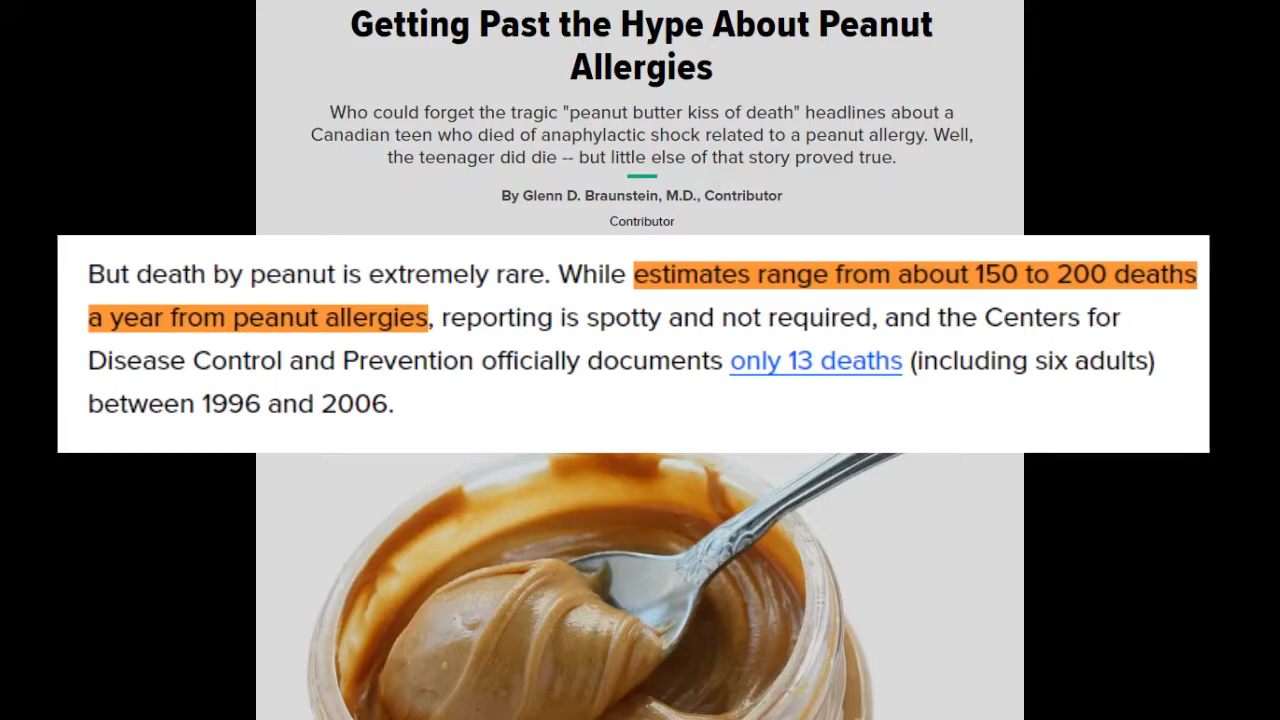 Getting Past the Hype About Peanut
Allergies
Who could forget the tragic "peanut butter kiss of death" headlines about a
Canadian teen who died of anaphylactic shock related to a peanut allergy. Well,
the teenager did die -- but little else of that story proved true.
By Glenn D. Braunstein, M.D., Contributor
Contributor
But death by peanut is extremely rare. While estimates range from about 150 to 200 deaths
a year from peanut allergies, reporting is spotty and not required, and the Centers for
Disease Control and Prevention officially documents only 13 deaths (including six adults)
between 1996 and 2006.